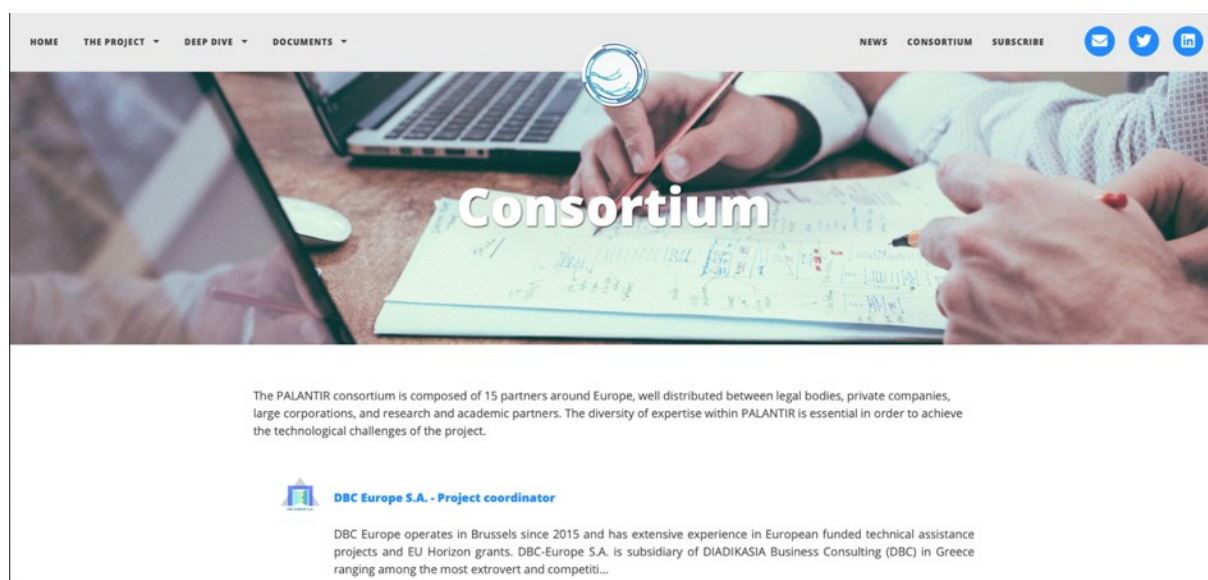 HOME THE PROJECT DEEP DIVE DOCUMENTS NEWS CONSORTIUM SUBSCRIBE
Consortium
The PALANTIR consortium is composed of 15 partners around Europe, well distributed between legal bodies, private companies,
large corporations, and research and academic partners. The diversity of expertise within PALANTIR is essential in order to achieve
the technological challenges of the project.
DBC Europe S.A. - Project coordinator
DBC Europe operates in Brussels since 2015 and has extensive experience in European funded technical assistance
projects and EU Horizon grants. DBC-Europe S.A. is subsidiary of DIADIKASIA Business Consulting (DBC) in Greece
ranging among the most extrovert and competiti...